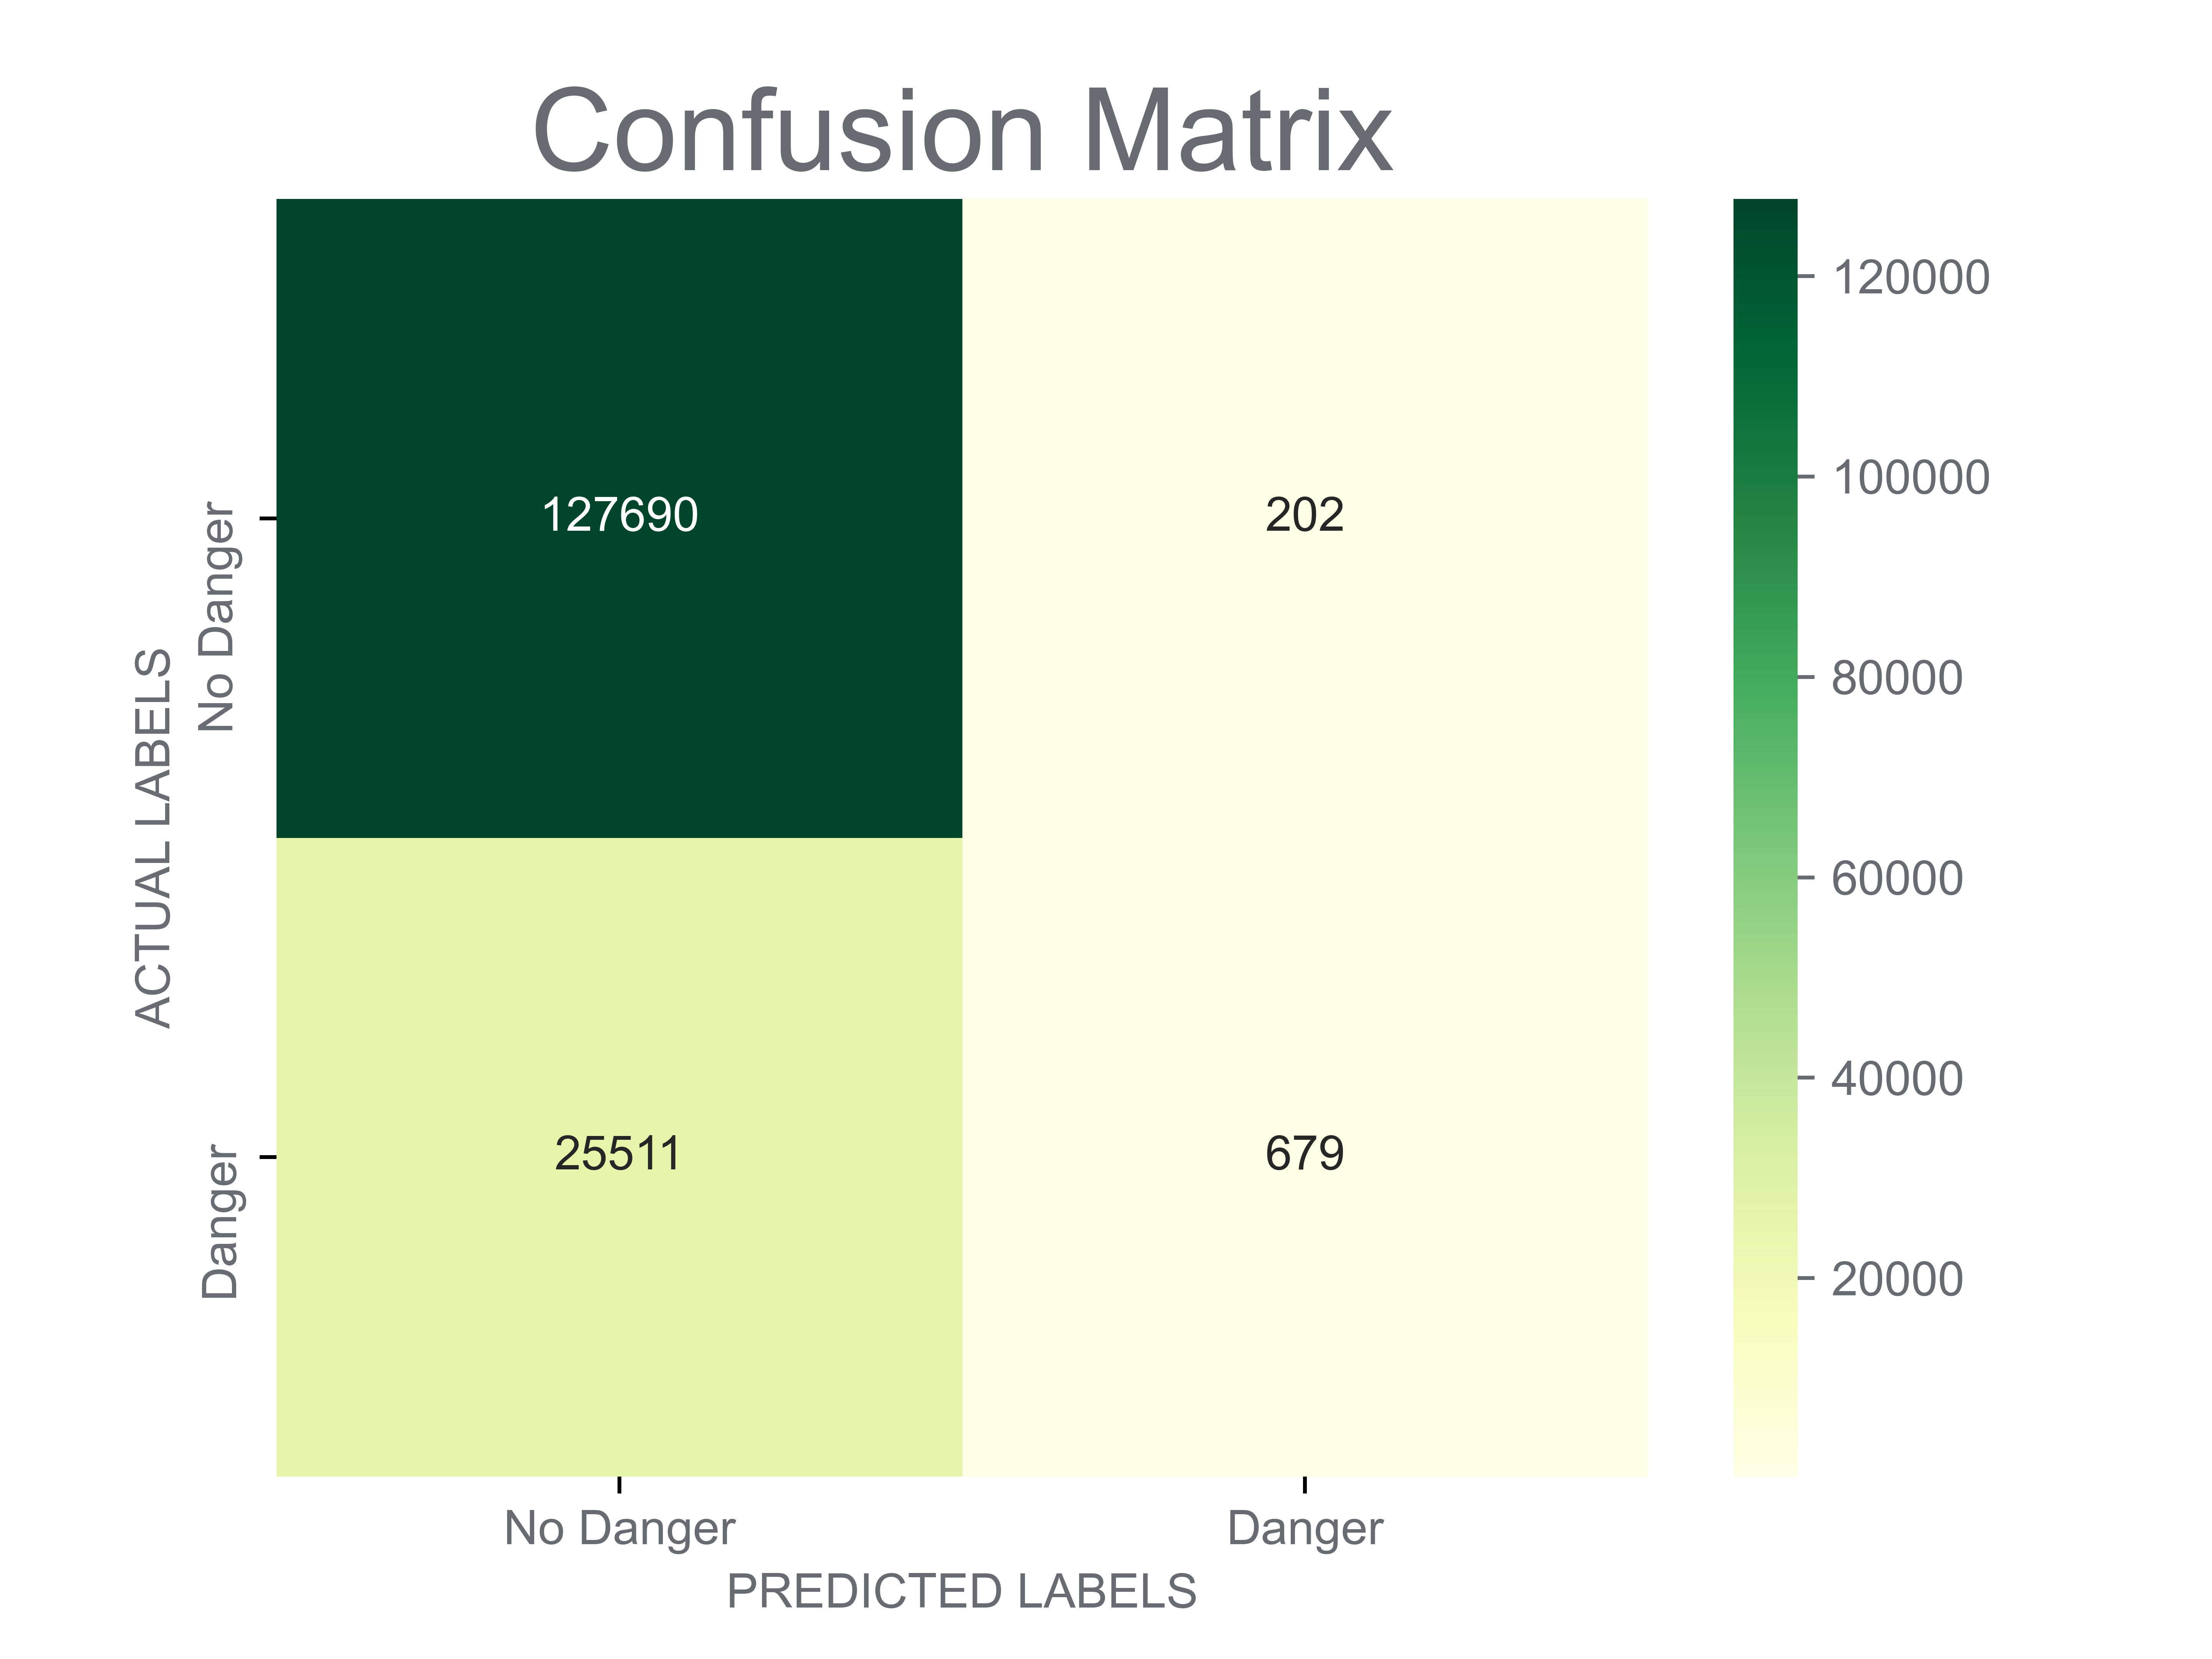 Confusion Matrix
ACTUAL LABELS
No Danger
Danger
127690
202
25511
679
No Danger
Danger
PREDICTED LABELS
120000
100000
80000
60000
40000
20000